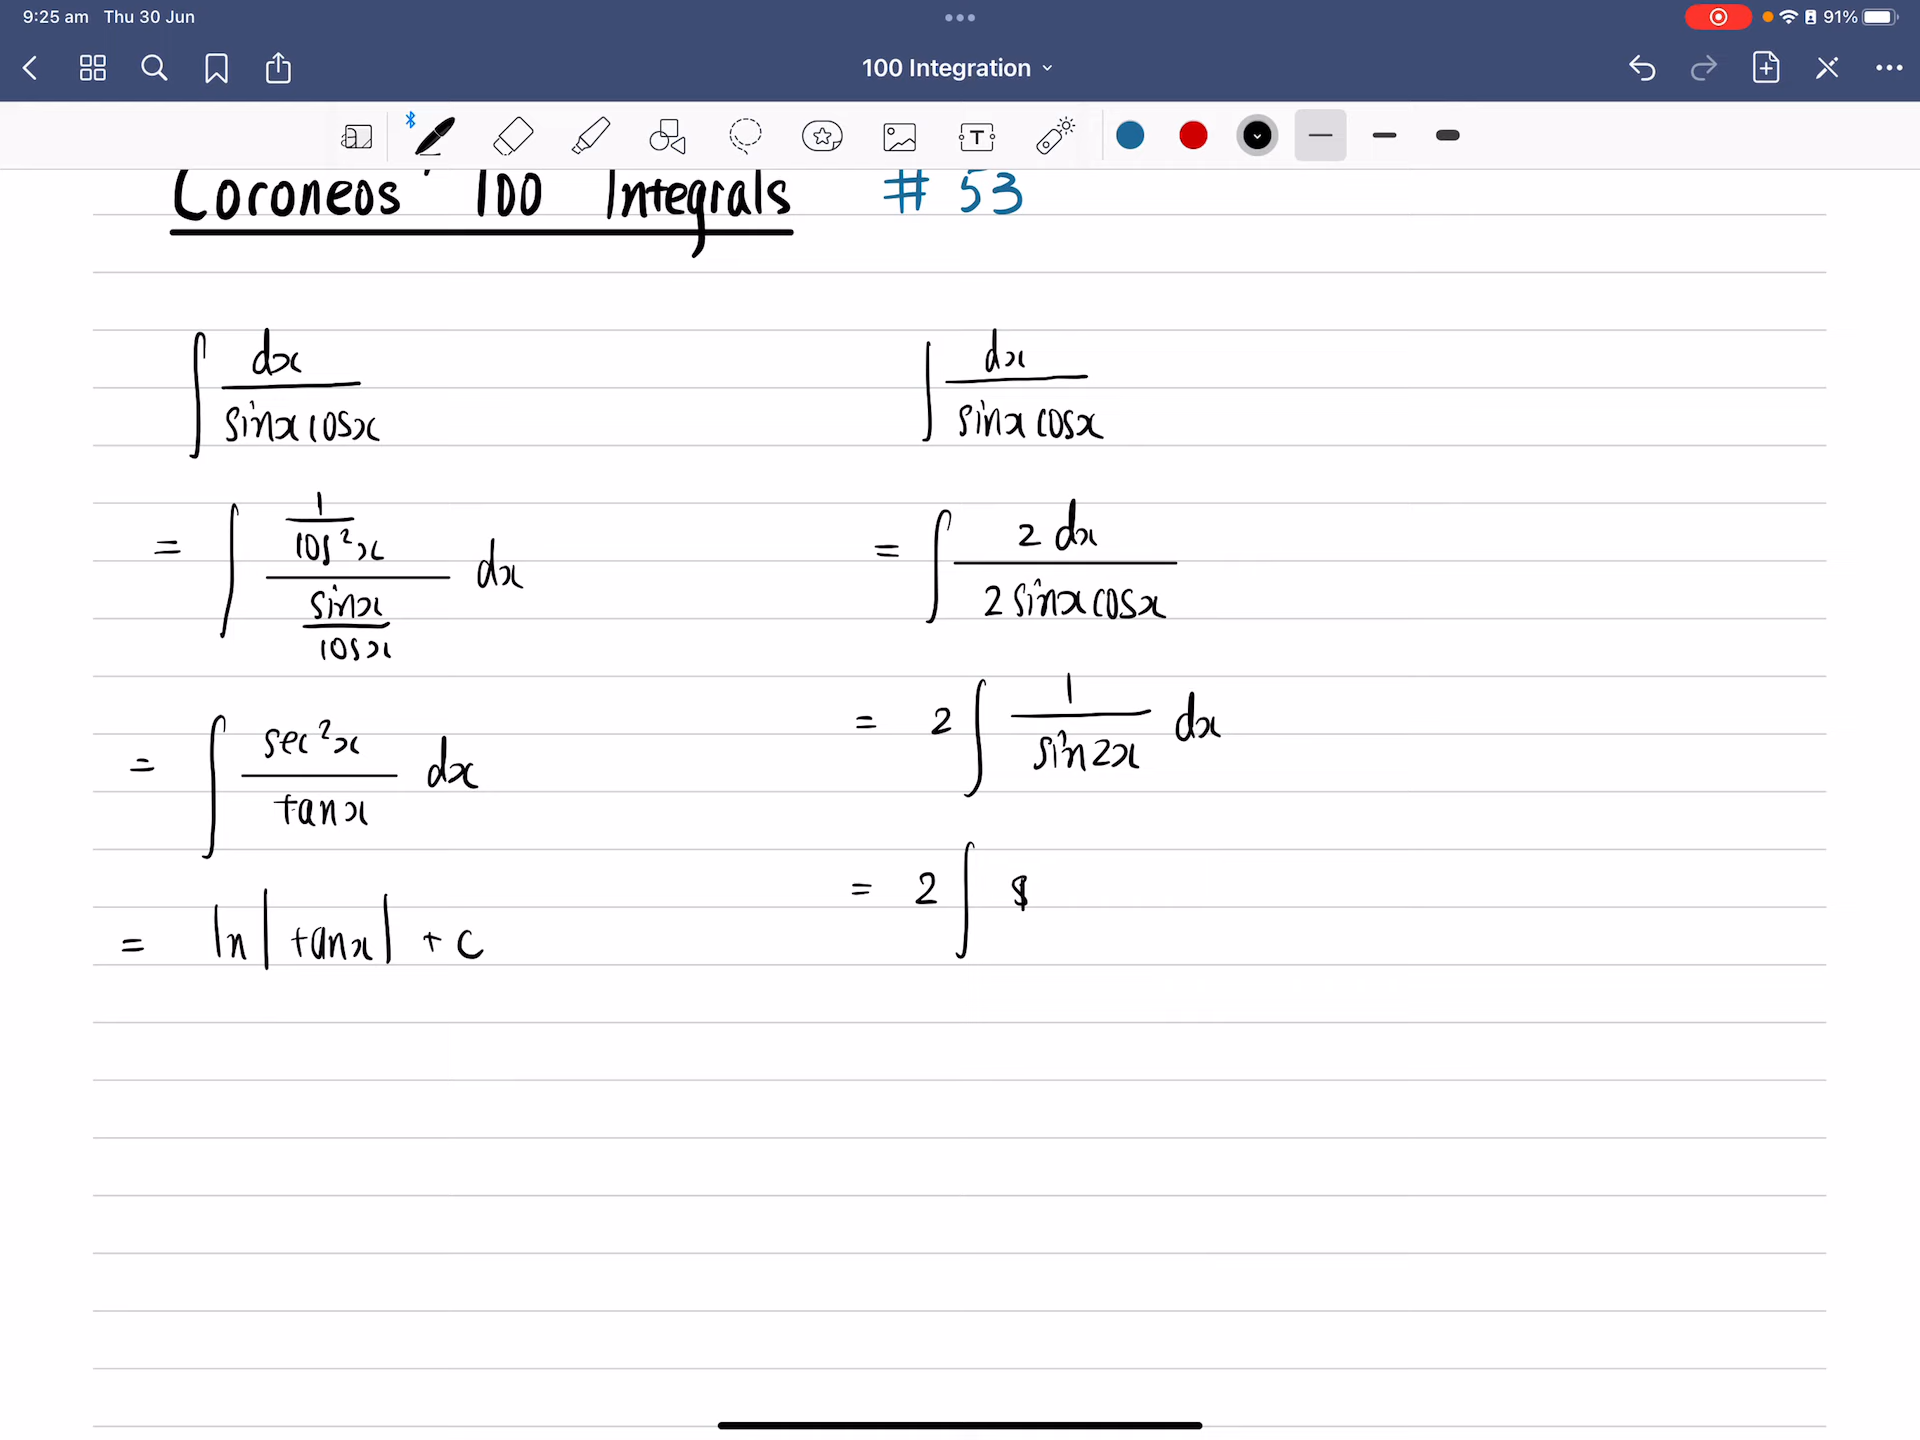 9:25 am Thu 30 Jun
91%
100 Integration
T
Coroneos' 100 Integrals # 53
∫ dx / sinx cosx
= ∫ (1/cos²x) / (sinx/cosx) dx
= ∫ sec²x / tanx dx
= ln|tanx| + c
∫ dx / sinx cosx
= ∫ 2 dx / 2 sinx cosx
= 2 ∫ 1 / sin2x dx
= 2 ∫